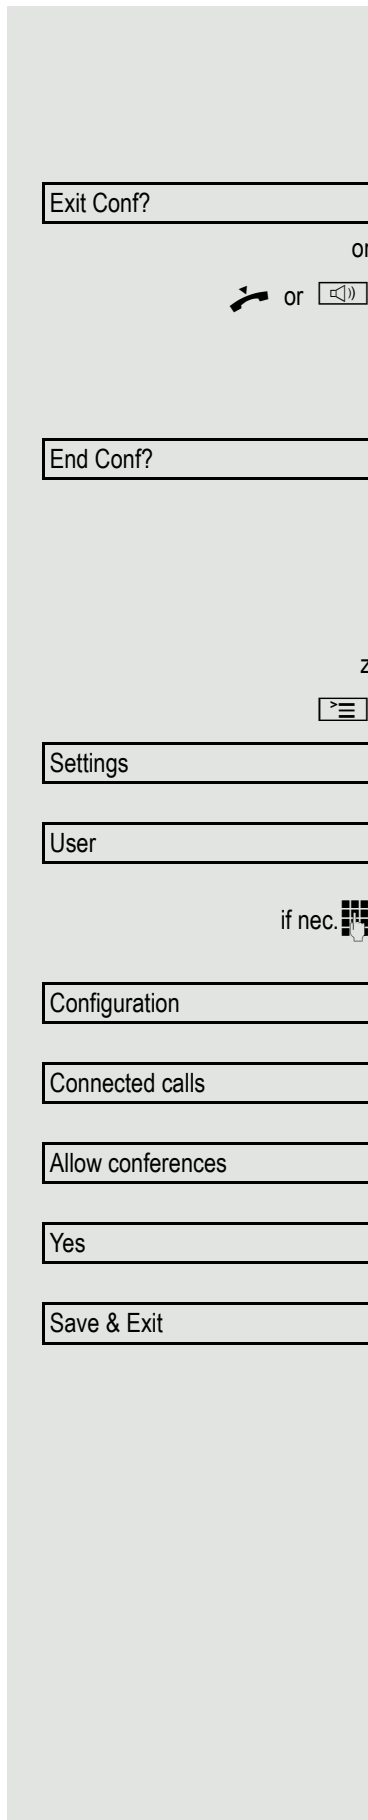 Exit Conf?
or
or
End Conf?
z
Settings
User
if nec.
Configuration
Connected calls
Allow conferences
Yes
Save & Exit